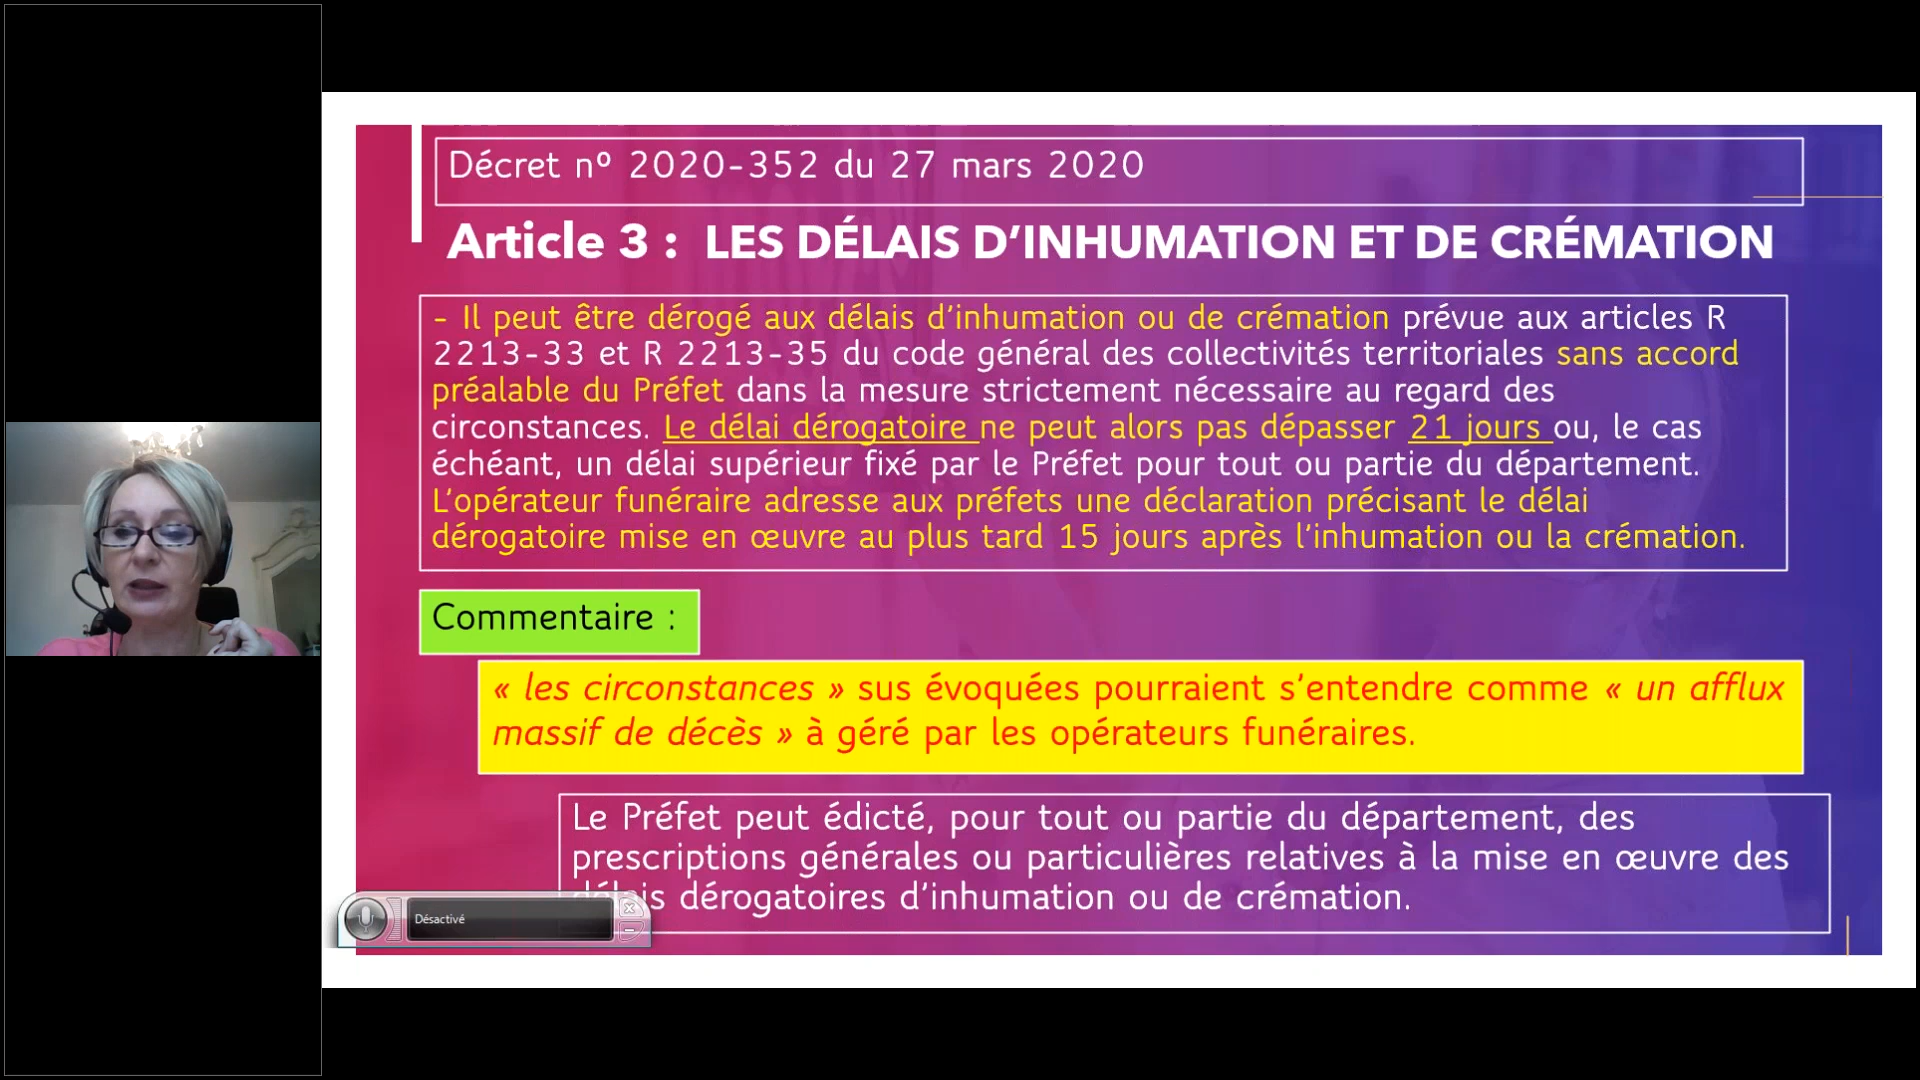 Décret nº 2020-352 du 27 mars 2020
Article 3 : LES DÉLAIS D’INHUMATION ET DE CRÉMATION
- Il peut être dérogé aux délais d’inhumation ou de crémation prévue aux articles R
2213-33 et R 2213-35 du code général des collectivités territoriales sans accord
préalable du Préfet dans la mesure strictement nécessaire au regard des
circonstances. Le délai dérogatoire ne peut alors pas dépasser 21 jours ou, le cas
échéant, un délai supérieur fixé par le Préfet pour tout ou partie du département.
L’opérateur funéraire adresse aux préfets une déclaration précisant le délai
dérogatoire mise en œuvre au plus tard 15 jours après l’inhumation ou la crémation.
Commentaire :
« les circonstances » sus évoquées pourraient s’entendre comme « un afflux
massif de décès » à géré par les opérateurs funéraires.
Le Préfet peut édicté, pour tout ou partie du département, des
prescriptions générales ou particulières relatives à la mise en œuvre des
délais dérogatoires d’inhumation ou de crémation.
Désactivé